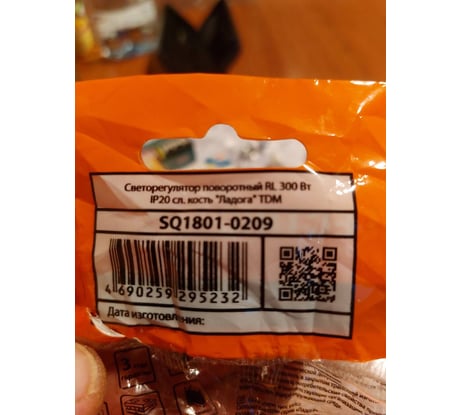 Светорегулятор поворотный RL 300 Вт
IP20 сл. кость "Ладога" TDM
SQ1801-0209
4 690259 295232
Дата изготовления: